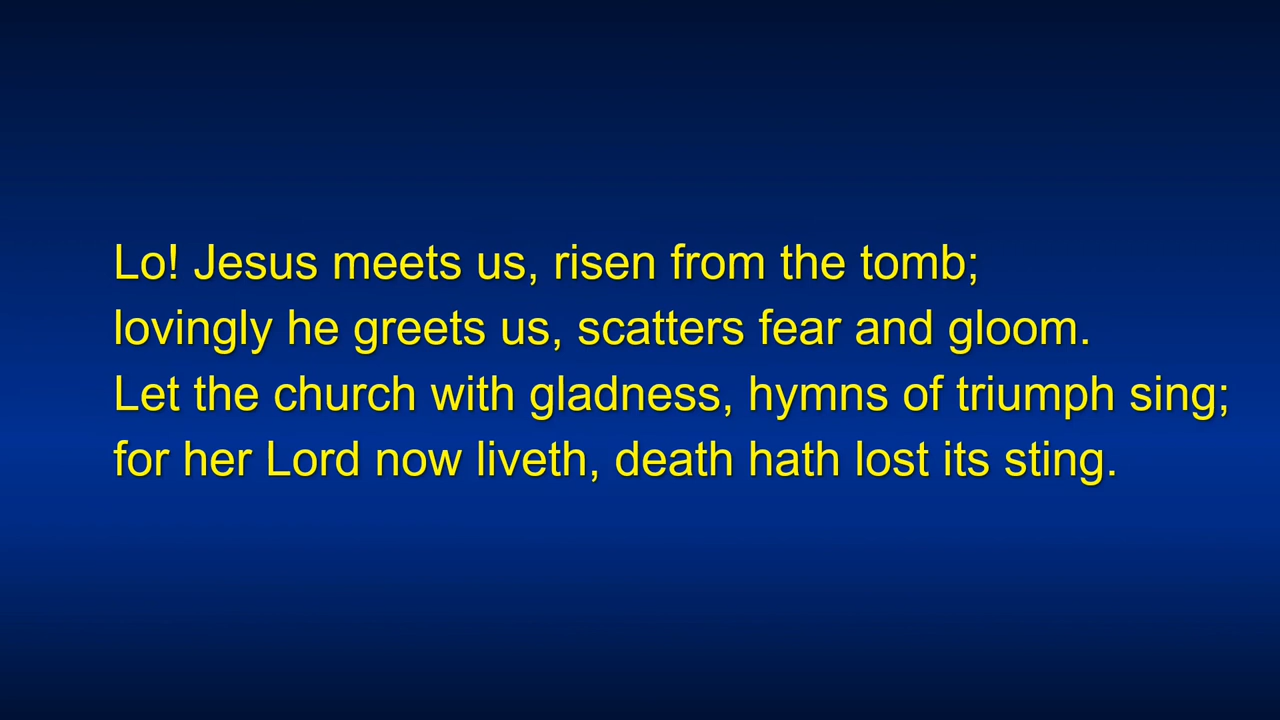 Lo! Jesus meets us, risen from the tomb;
lovingly he greets us, scatters fear and gloom.
Let the church with gladness, hymns of triumph sing;
for her Lord now liveth, death hath lost its sting.